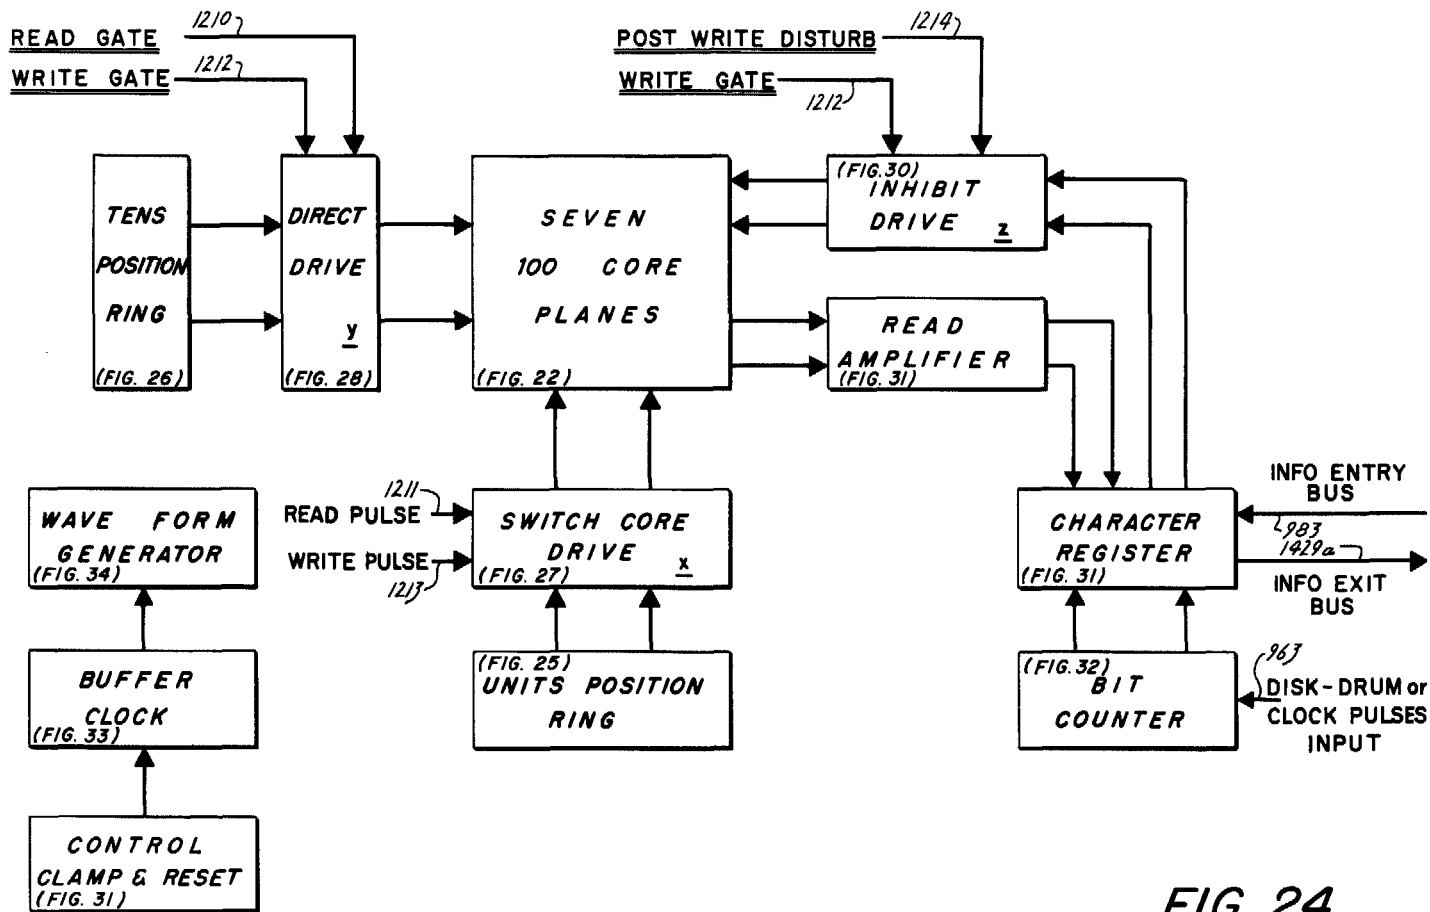 1210
READ GATE
1212
WRITE GATE
1214
POST WRITE DISTURB
WRITE GATE
1212
TENS
POSITION
RING
(FIG. 26)
DIRECT
DRIVE
y
(FIG. 28)
SEVEN
100 CORE
PLANES
(FIG. 22)
(FIG. 30)
INHIBIT
DRIVE
z
READ
AMPLIFIER
(FIG. 31)
WAVE FORM
GENERATOR
(FIG. 34)
1211
READ PULSE
WRITE PULSE
1213
SWITCH CORE
DRIVE
x
(FIG. 27)
CHARACTER
REGISTER
(FIG. 31)
INFO ENTRY
BUS
983
1429a
INFO EXIT
BUS
BUFFER
CLOCK
(FIG. 33)
(FIG. 25)
UNITS POSITION
RING
(FIG. 32)
BIT
COUNTER
963
DISK-DRUM or
CLOCK PULSES
INPUT
CONTROL
CLAMP & RESET
(FIG. 31)
FIG. 24